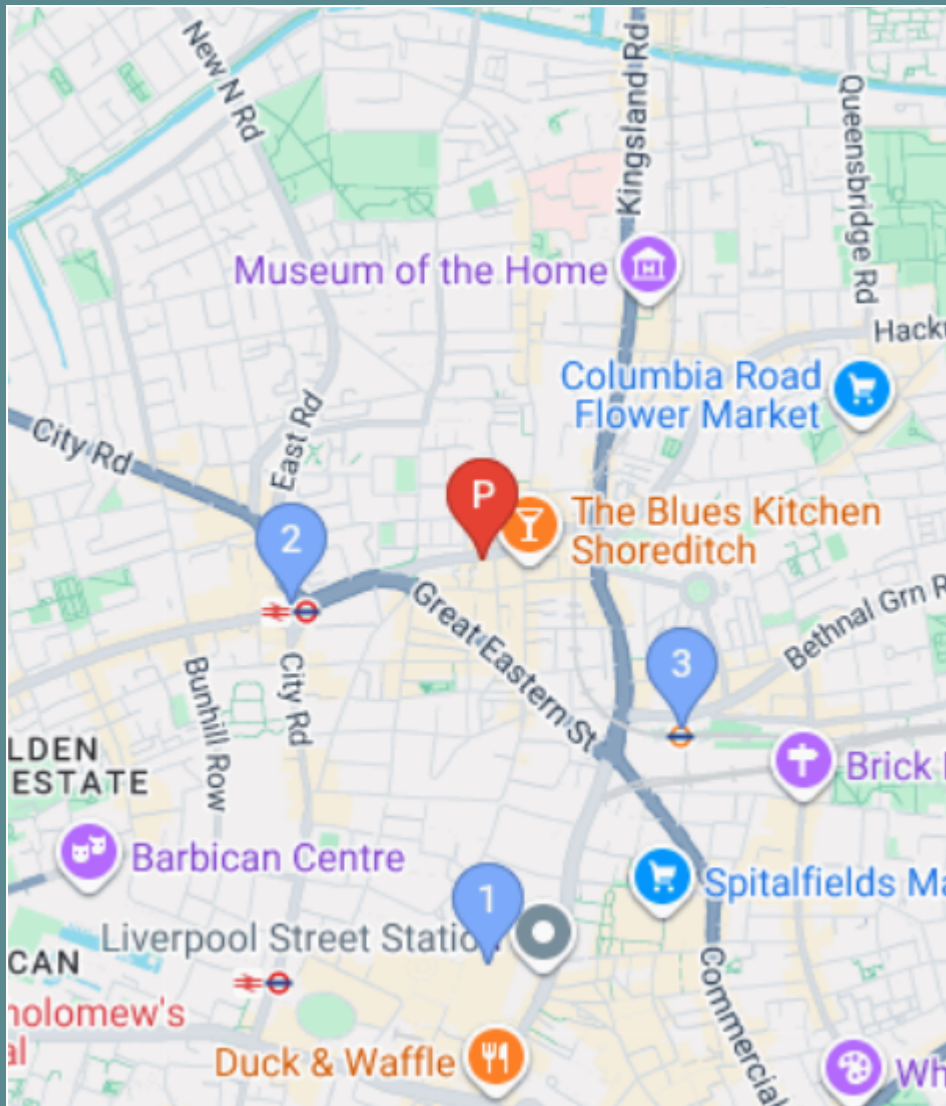 New N Rd
Kingsland Rd
Queensbridge Rd
Museum of the Home
Columbia Road
Flower Market
City Rd
East Rd
P
The Blues Kitchen
Shoreditch
2
Great Eastern St
Bethnal Grn R
3
City Rd
Bunhill Row
LDEN
ESTATE
Brick
Barbican Centre
1
Spitalfields Ma
Liverpool Street Statio
CAN
Commercial
holomew's
al
Duck & Waffle
Wh